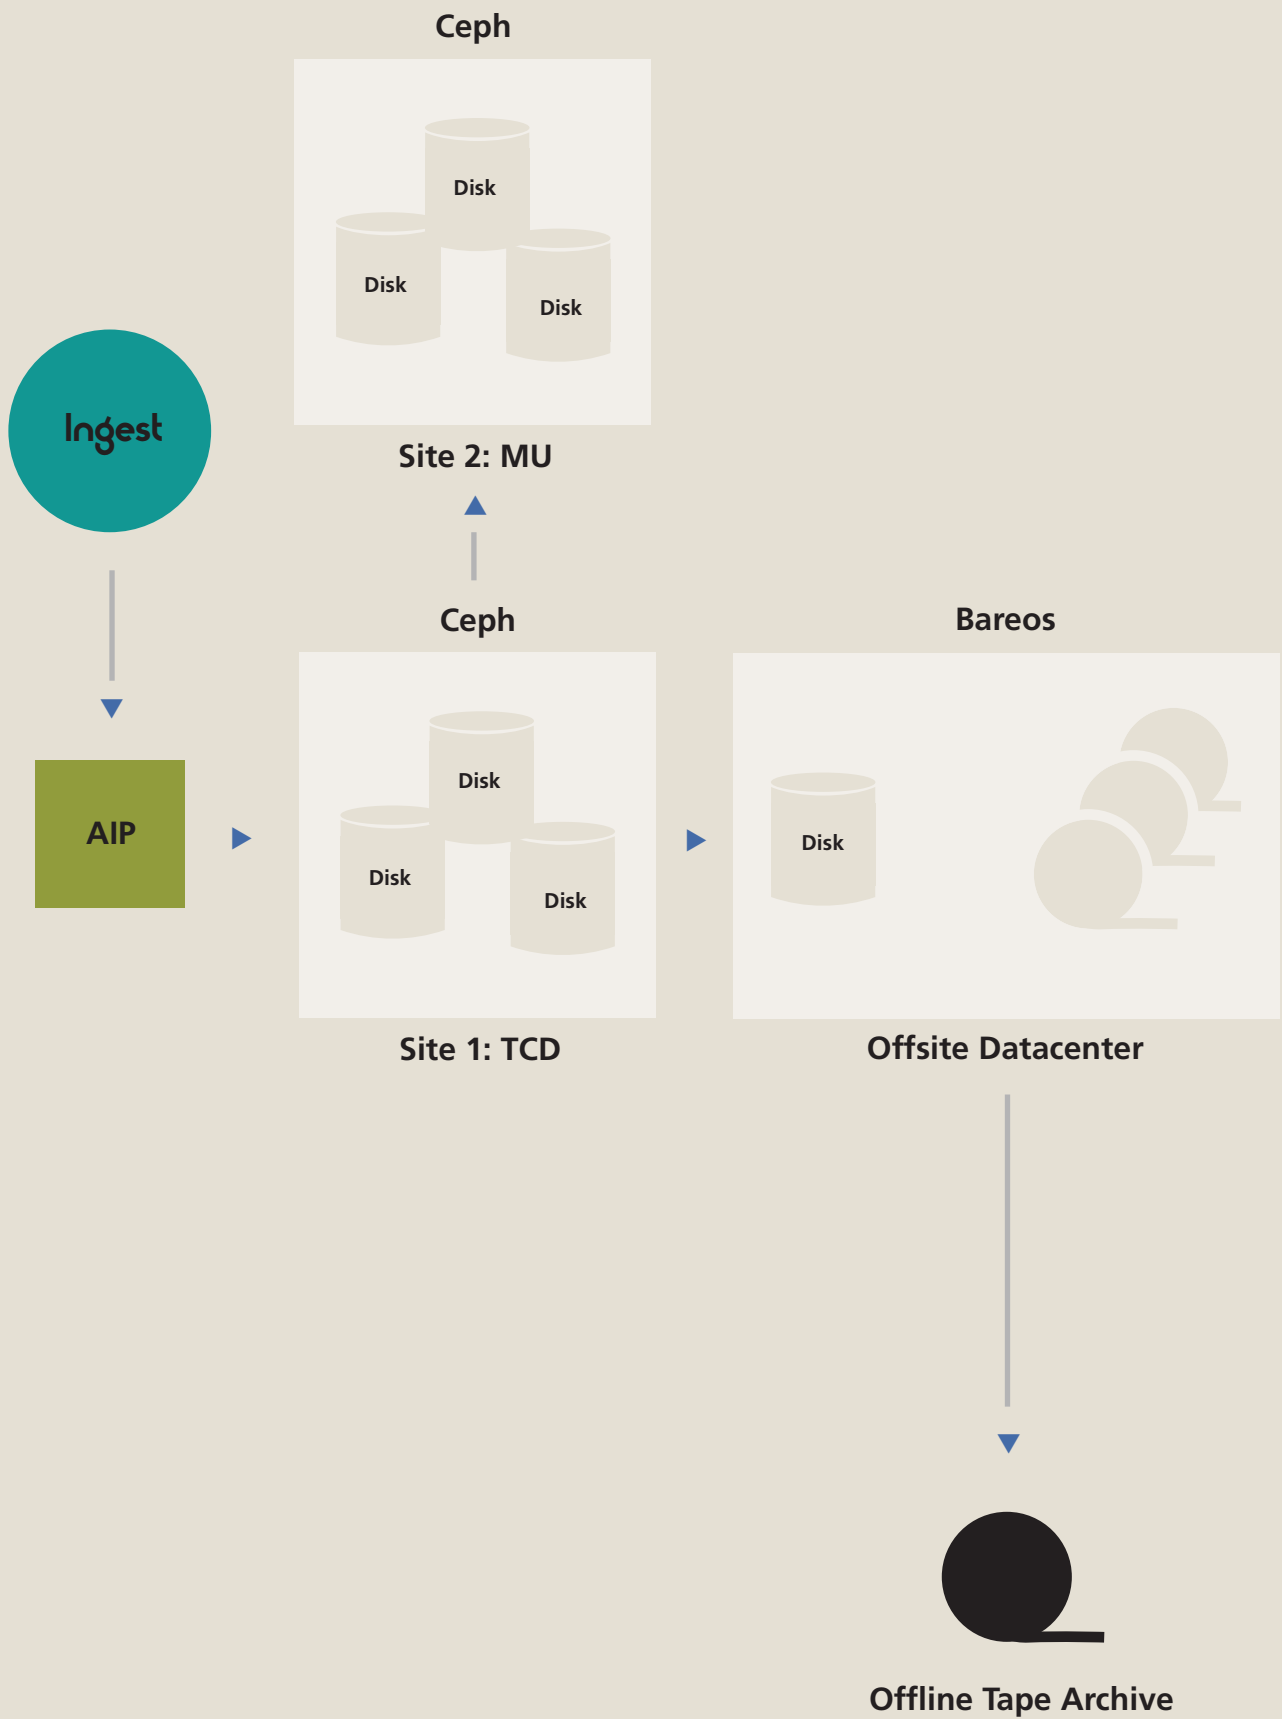 Ceph
Disk
Disk
Disk
Site 2: MU
Ingest
AIP
Ceph
Disk
Disk
Disk
Site 1: TCD
Bareos
Disk
Offsite Datacenter
Offline Tape Archive